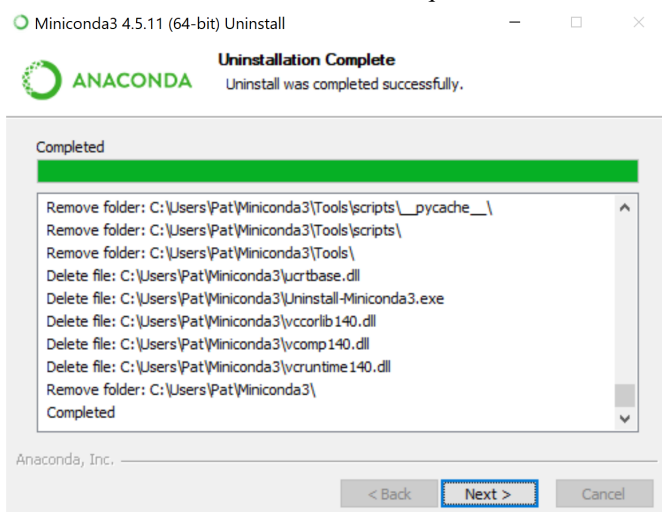 Miniconda3 4.5.11 (64-bit) Uninstall
ANACONDA
Uninstallation Complete
Uninstall was completed successfully.
Completed
Remove folder: C:\Users\Pat\Miniconda3\Tools\scripts\__pycache__\
Remove folder: C:\Users\Pat\Miniconda3\Tools\scripts\
Remove folder: C:\Users\Pat\Miniconda3\Tools\
Delete file: C:\Users\Pat\Miniconda3\ucrtbase.dll
Delete file: C:\Users\Pat\Miniconda3\Uninstall-Miniconda3.exe
Delete file: C:\Users\Pat\Miniconda3\vccorlib140.dll
Delete file: C:\Users\Pat\Miniconda3\vcomp140.dll
Delete file: C:\Users\Pat\Miniconda3\vcruntime140.dll
Remove folder: C:\Users\Pat\Miniconda3\
Completed
Anaconda, Inc.
< Back Next > Cancel